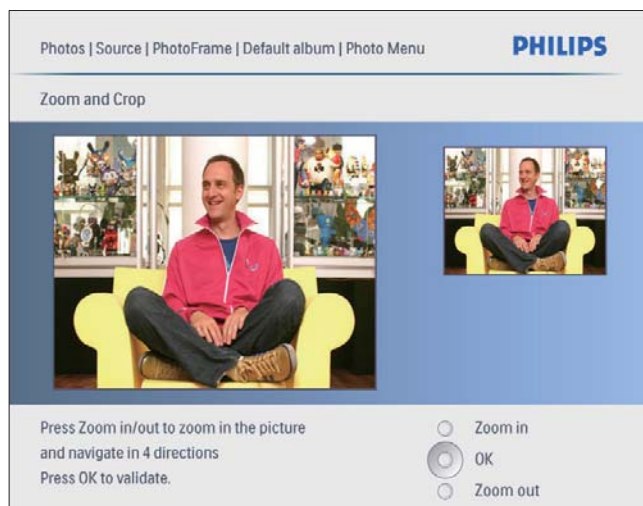 Photos | Source | PhotoFrame | Default album | Photo Menu
PHILIPS
Zoom and Crop
Press Zoom in/out to zoom in the picture
and navigate in 4 directions
Press OK to validate.
Zoom in
OK
Zoom out